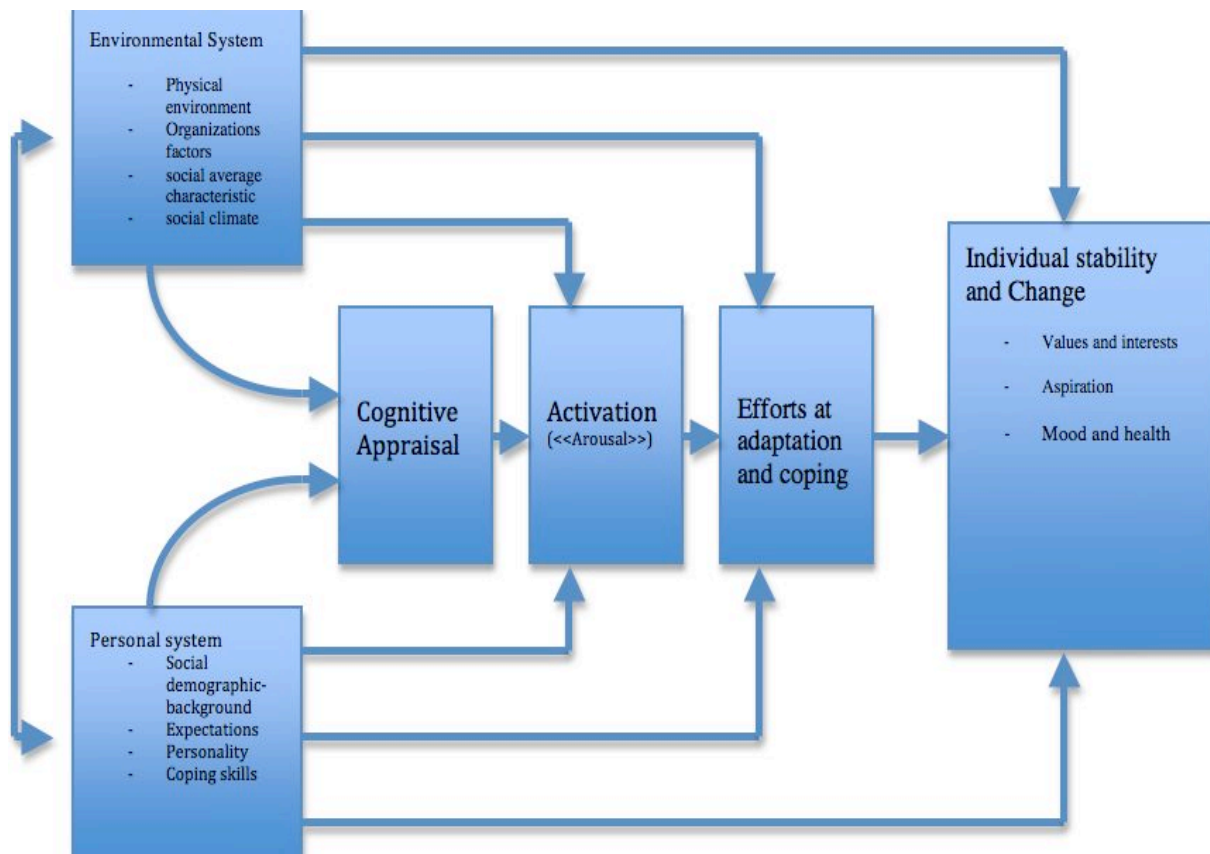 Environmental System
- Physical
environment
- Organizations
factors
- social average
characteristic
- social climate
Cognitive
Appraisal
Activation
(<<Arousal>>)
Efforts at
adaptation
and coping
Individual stability
and Change
- Values and interests
- Aspiration
- Mood and health
Personal system
- Social
demographic-
background
- Expectations
- Personality
- Coping skills